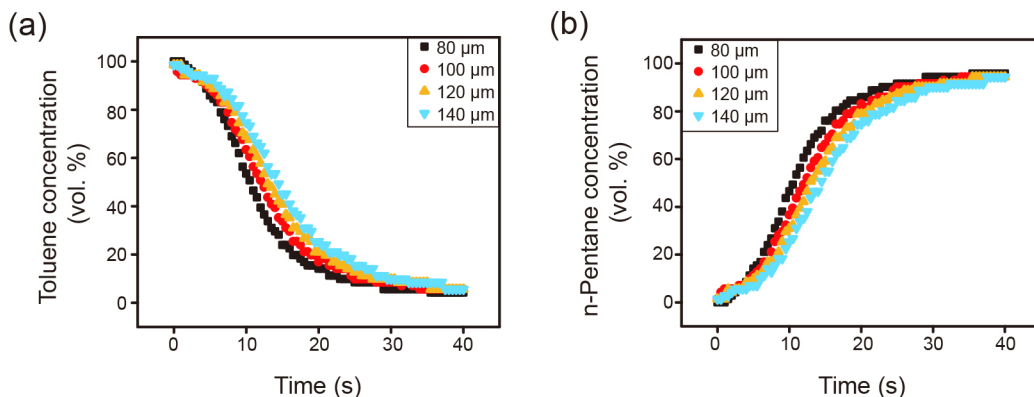 (a)
Toluene concentration
(vol. %)
100
80
60
40
20
0
80 µm
100 µm
120 µm
140 µm
0 10 20 30 40
Time (s)
(b)
n-Pentane concentration
(vol. %)
100
80
60
40
20
0
80 µm
100 µm
120 µm
140 µm
0 10 20 30 40
Time (s)